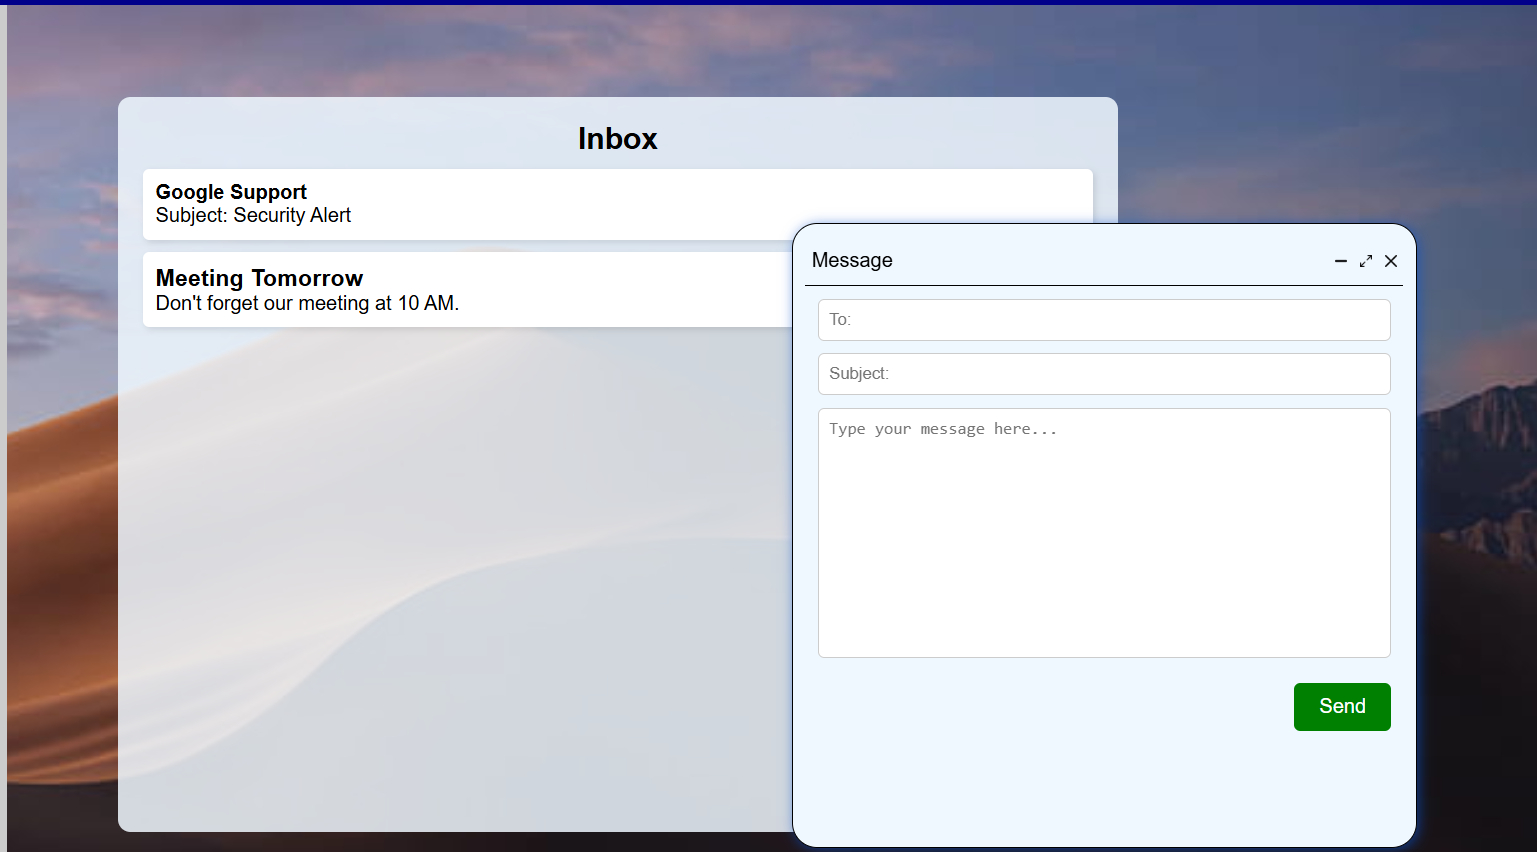 Inbox
Google Support
Subject: Security Alert
Meeting Tomorrow
Don't forget our meeting at 10 AM.
Message
To:
Subject:
Type your message here...
Send